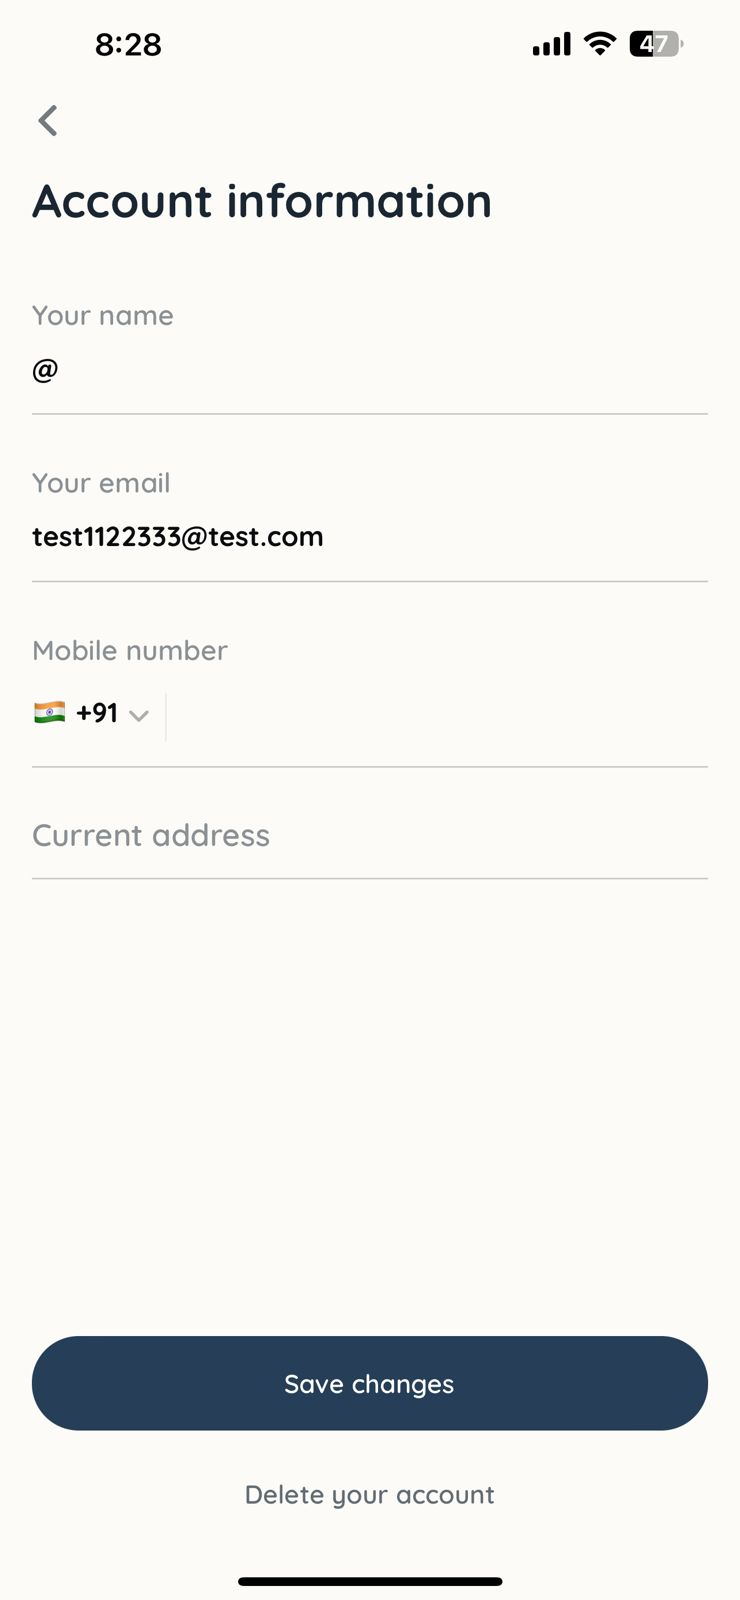 8:28
47
Account information
Your name
@
Your email
test1122333@test.com
Mobile number
+91
Current address
Save changes
Delete your account